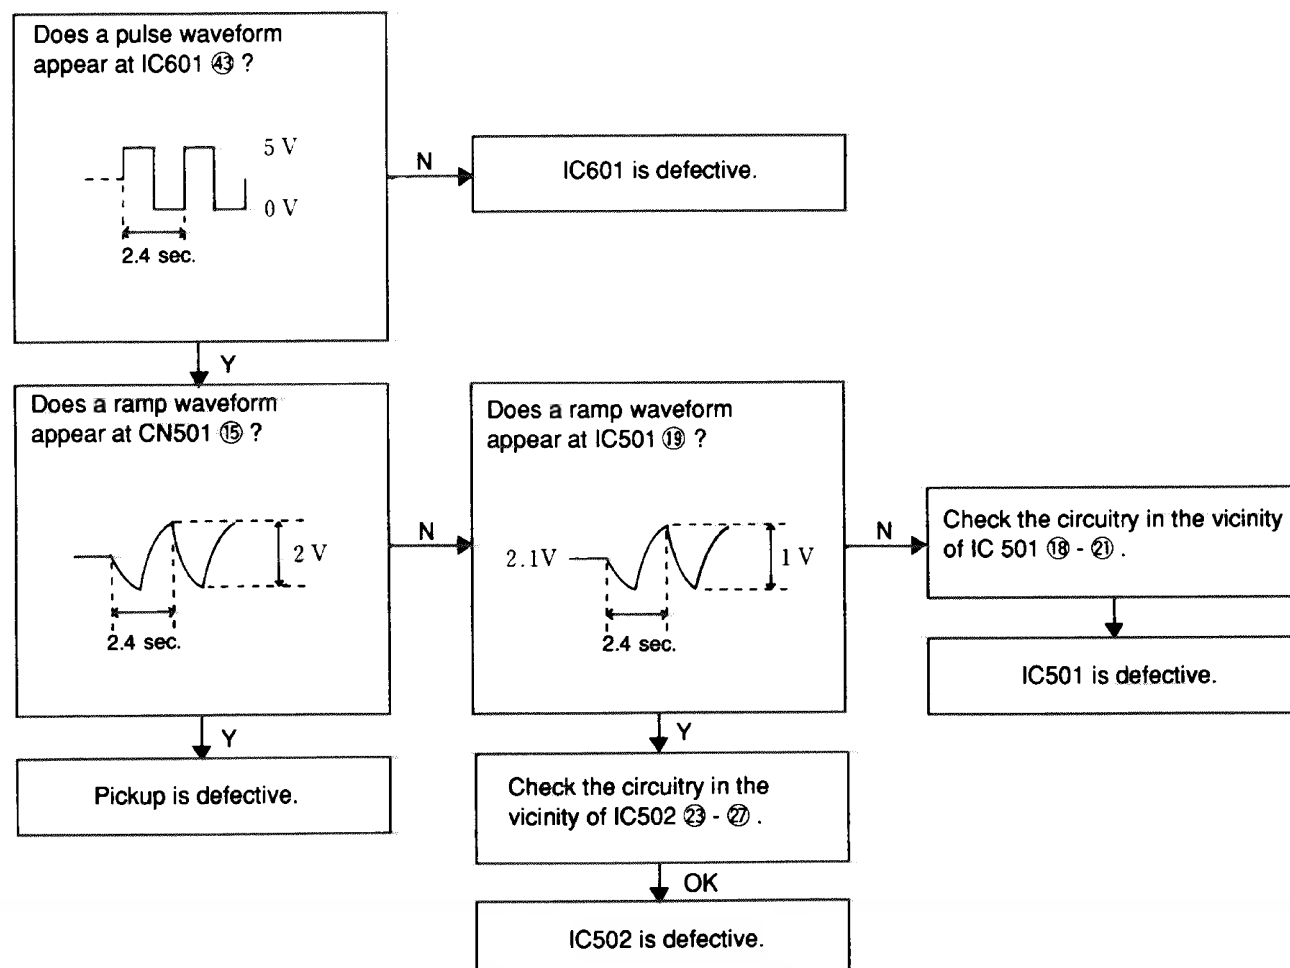 Does a pulse waveform
appear at IC601 ㊸ ?
5 V
0 V
2.4 sec.
N
IC601 is defective.
Y
Does a ramp waveform
appear at CN501 ⑮ ?
2 V
2.4 sec.
N
Does a ramp waveform
appear at IC501 ⑲ ?
2.1V
1 V
2.4 sec.
N
Check the circuitry in the vicinity
of IC 501 ⑱ - ㉑ .
IC501 is defective.
Y
Pickup is defective.
Y
Check the circuitry in the
vicinity of IC502 ㉓ - ㉗ .
OK
IC502 is defective.